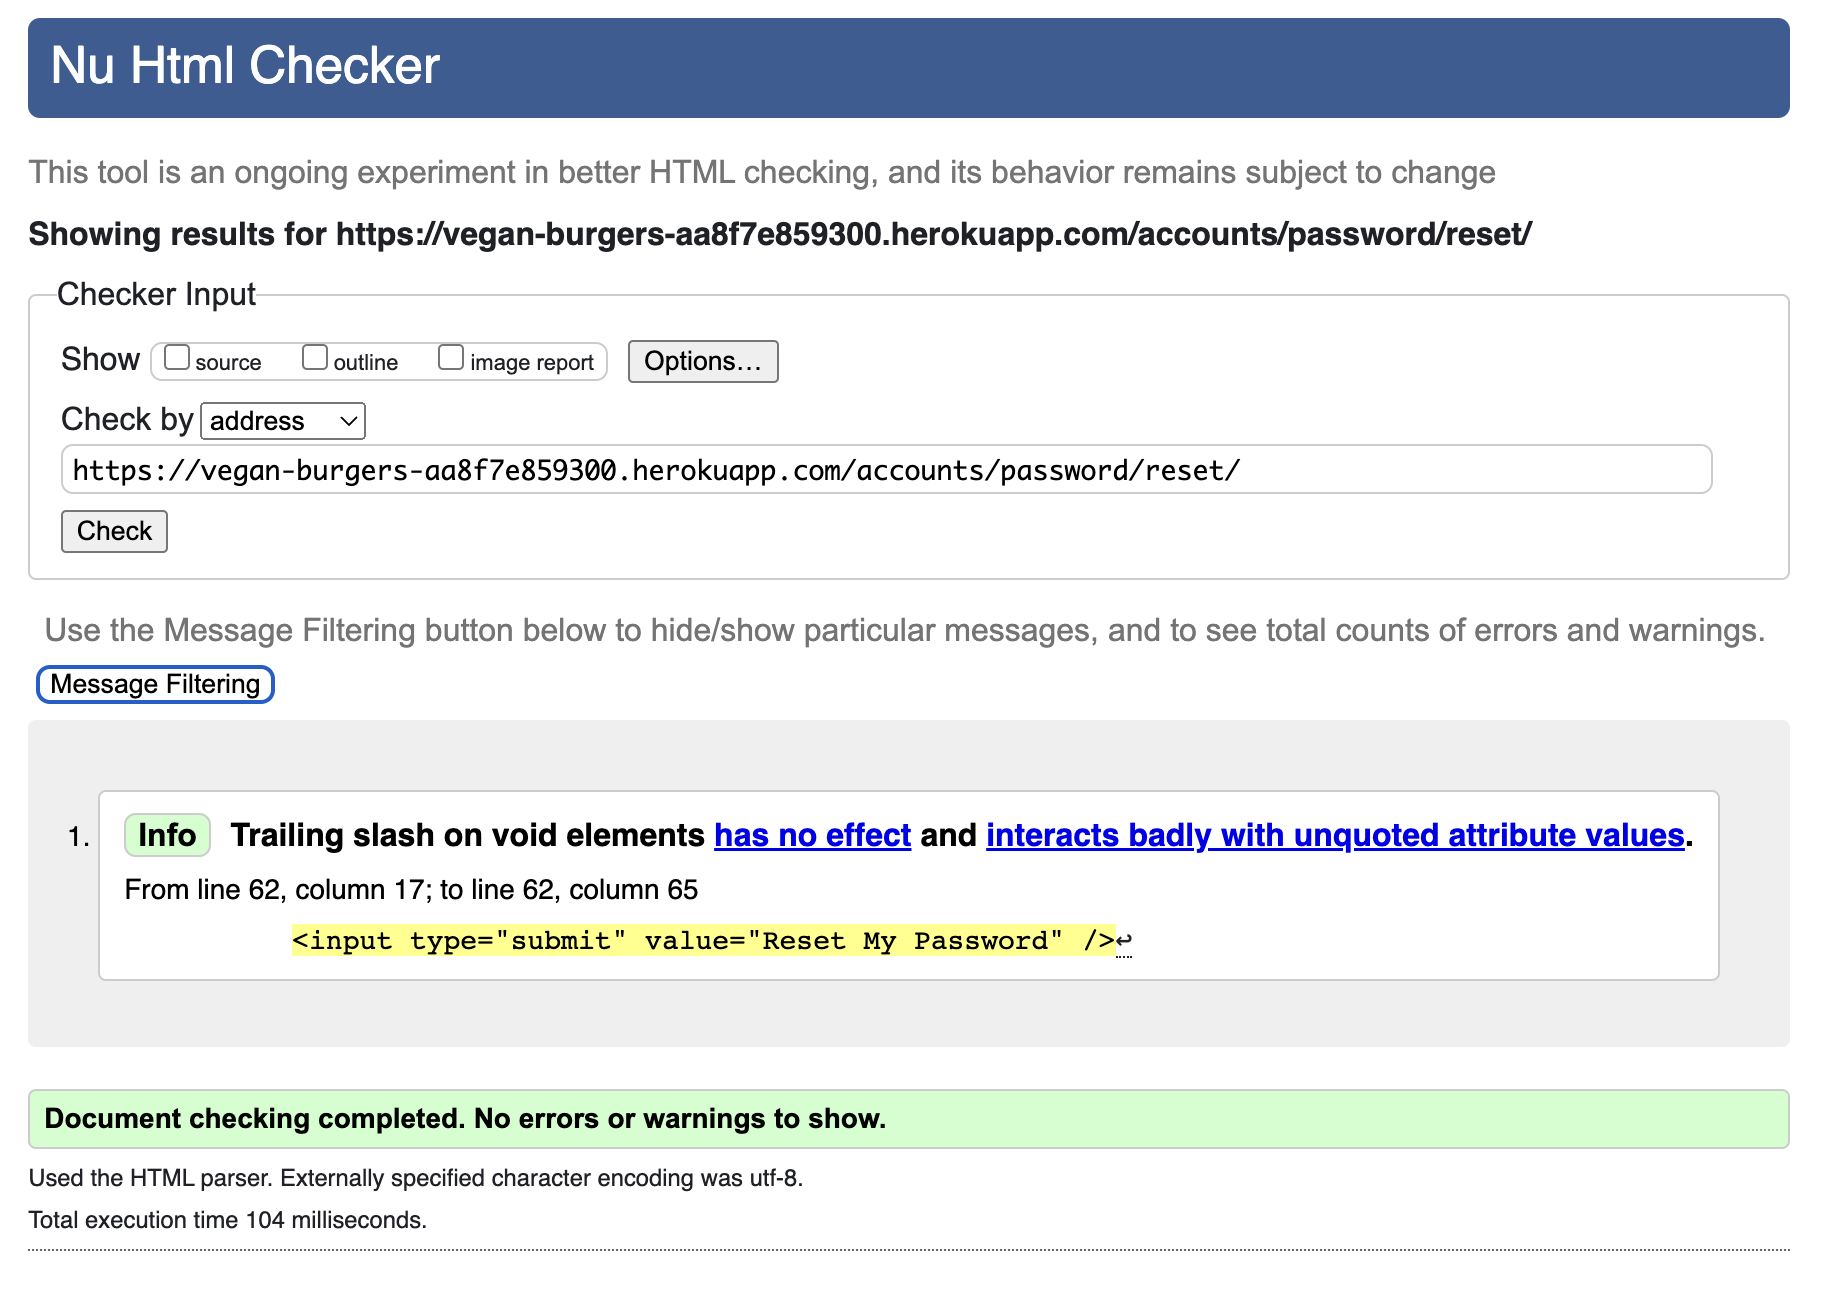 Nu Html Checker
This tool is an ongoing experiment in better HTML checking, and its behavior remains subject to change
Showing results for https://vegan-burgers-aa8f7e859300.herokuapp.com/accounts/password/reset/
Checker Input
Show source outline image report Options...
Check by address
https://vegan-burgers-aa8f7e859300.herokuapp.com/accounts/password/reset/
Check
Use the Message Filtering button below to hide/show particular messages, and to see total counts of errors and warnings.
Message Filtering
1. Info Trailing slash on void elements has no effect and interacts badly with unquoted attribute values.
From line 62, column 17; to line 62, column 65
<input type="submit" value="Reset My Password" />↩
Document checking completed. No errors or warnings to show.
Used the HTML parser. Externally specified character encoding was utf-8.
Total execution time 104 milliseconds.